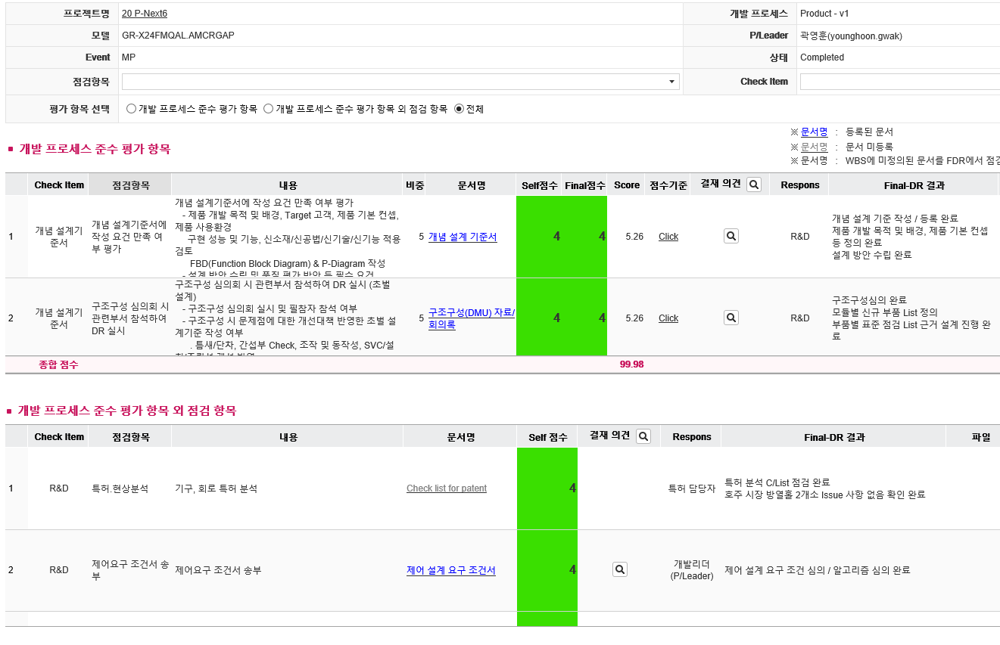 프로젝트명 20 P-Next6 개발 프로세스 Product - v1
모델 GR-X24FMQAL.AMCRGAP P/Leader 곽영훈(younghoon.gwak)
Event MP 상태 Completed
점검항목 Check Item
평가 항목 선택 개발 프로세스 준수 평가 항목 개발 프로세스 준수 평가 항목 외 점검 항목 전체
※ 문서명 : 등록된 문서
※ 문서명 : 문서 미등록
※ 문서명 : WBS에 미정의된 문서를 FDR에서 점검
개발 프로세스 준수 평가 항목
Check Item 점검항목 내용 비중 문서명 Self점수 Final점수 Score 점수기준 결재 의견 Respons Final-DR 결과
1
개념 설계기
준서
개념 설계기준서에
작성 요건 만족 여
부 평가
개념 설계기준서에 작성 요건 만족 여부 평가
- 제품 개발 목적 및 배경, Target 고객, 제품 기본 컨셉,
제품 사용환경
구현 성능 및 기능, 신소재/신공법/신기술/신기능 적용
검토
FBD(Function Block Diagram) & P-Diagram 작성
- 설계 방안 수립 및 품질 평가 방안 등 필수 요건
5 개념 설계 기준서 4 4 5.26 Click R&D
개념 설계 기준 작성 / 등록 완료
제품 개발 목적 및 배경, 제품 기본 컨셉
등 정의 완료
설계 방안 수립 완료
2
개념 설계기
준서
구조구성 심의회 시
관련부서 참석하여
DR 실시
구조구성 심의회 시 관련부서 참석하여 DR 실시 (초벌
설계)
- 구조구성 심의회 실시 및 필참자 참석 여부
- 구조구성 시 문제점에 대한 개선대책 반영한 초벌 설
계기준 작성 여부
. 틈새/단차, 간섭부 Check, 조작 및 동작성, SVC/설
치/조립성 개선 반영
5
구조구성(DMU) 자료/
회의록
4 4 5.26 Click R&D
구조구성심의 완료
모듈별 신규 부품 List 정의
부품별 표준 점검 List 근거 설계 진행 완
료
종합 점수 99.98
개발 프로세스 준수 평가 항목 외 점검 항목
Check Item 점검항목 내용 문서명 Self 점수 결재 의견 Respons Final-DR 결과 파일
1 R&D 특허.현상분석 기구, 회로 특허 분석 Check list for patent 4 특허 담당자
특허 분석 C/List 점검 완료
호주 시장 방열홀 2개소 Issue 사항 없음 확인 완료
2 R&D
제어요구 조건서 송
부
제어요구 조건서 송부 제어 설계 요구 조건서 4
개발리더
(P/Leader)
제어 설계 요구 조건 심의 / 알고리즘 심의 완료